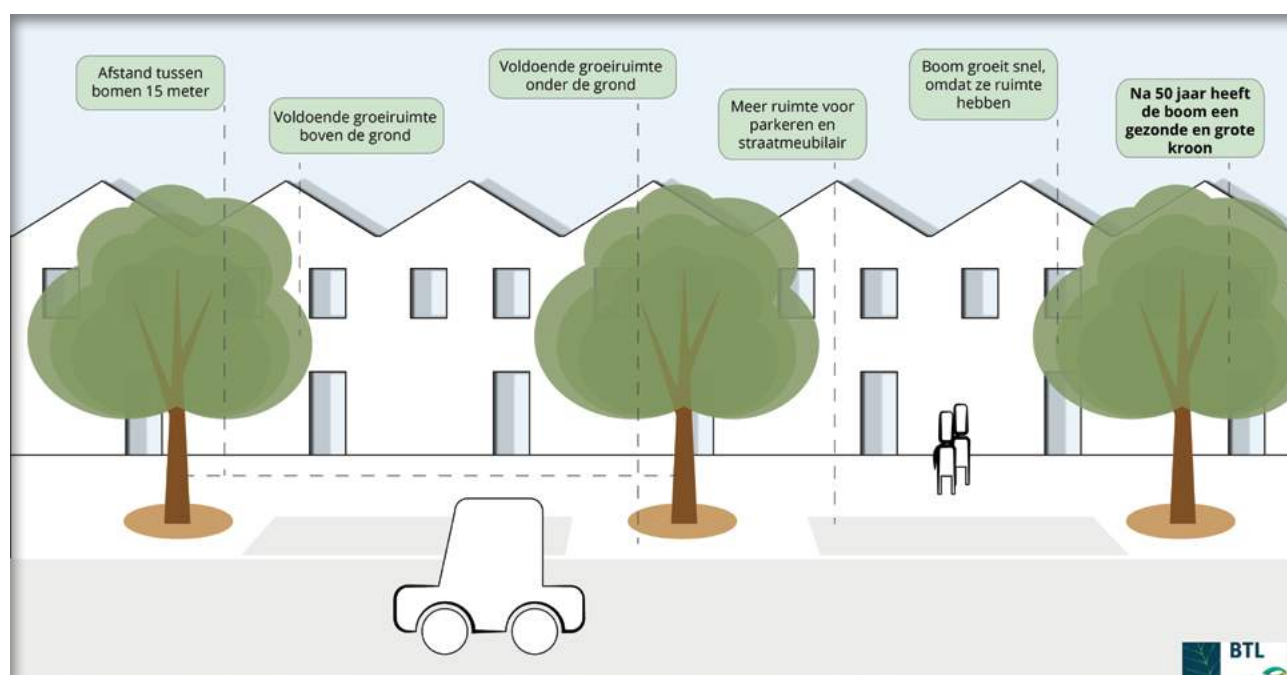 Afstand tussen
bomen 15 meter
Voldoende groeiruimte
boven de grond
Voldoende groeiruimte
onder de grond
Meer ruimte voor
parkeren en
straatmeubilair
Boom groeit snel,
omdat ze ruimte
hebben
Na 50 jaar heeft
de boom een
gezonde en grote
kroon
BTL